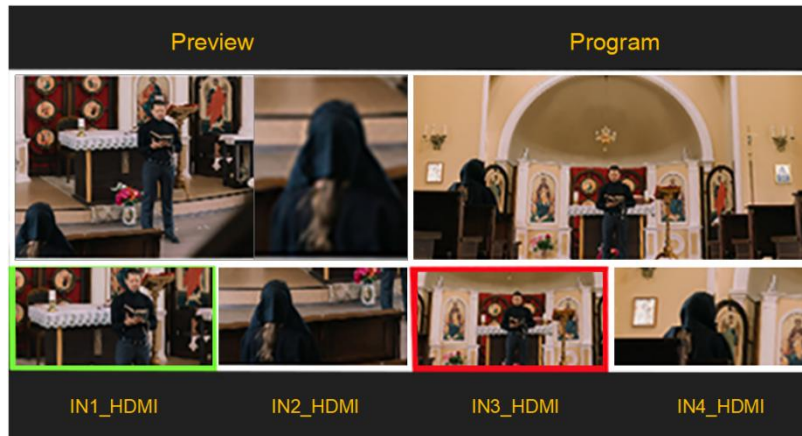 Preview
Program
IN1_HDMI
IN2_HDMI
IN3_HDMI
IN4_HDMI